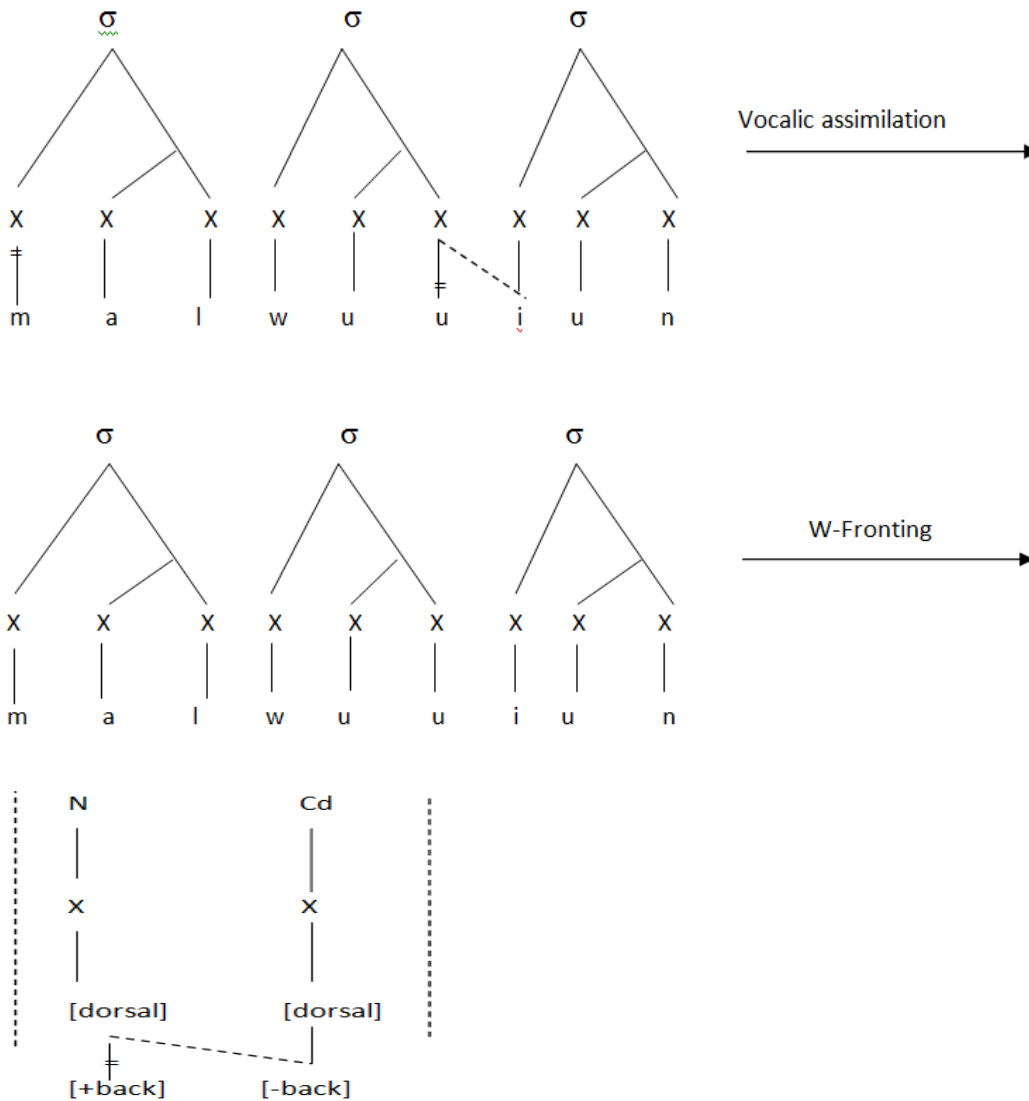 σ σ σ
Vocalic assimilation
X X X X X X X X X
m a l w u u i u n
σ σ σ
W-Fronting
X X X X X X X X X
m a l w u u i u n
N Cd
X X
[dorsal] [dorsal]
[+back] [-back]